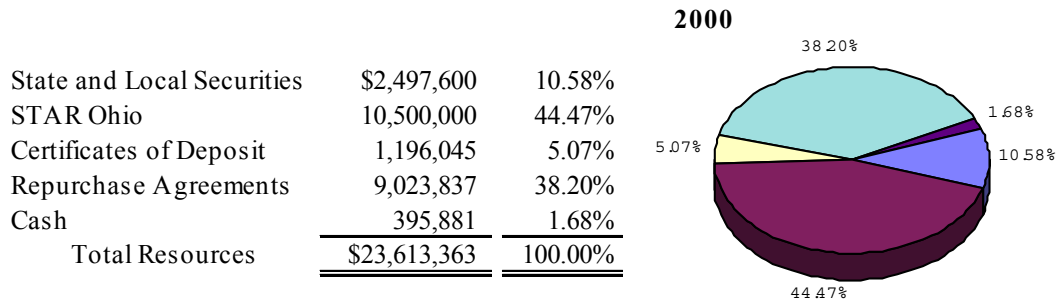 2000
State and Local Securities $2,497,600 10.58%
STAR Ohio 10,500,000 44.47%
Certificates of Deposit 1,196,045 5.07%
Repurchase Agreements 9,023,837 38.20%
Cash 395,881 1.68%
Total Resources $23,613,363 100.00%
38.20%
1.68%
5.07%
10.58%
44.47%